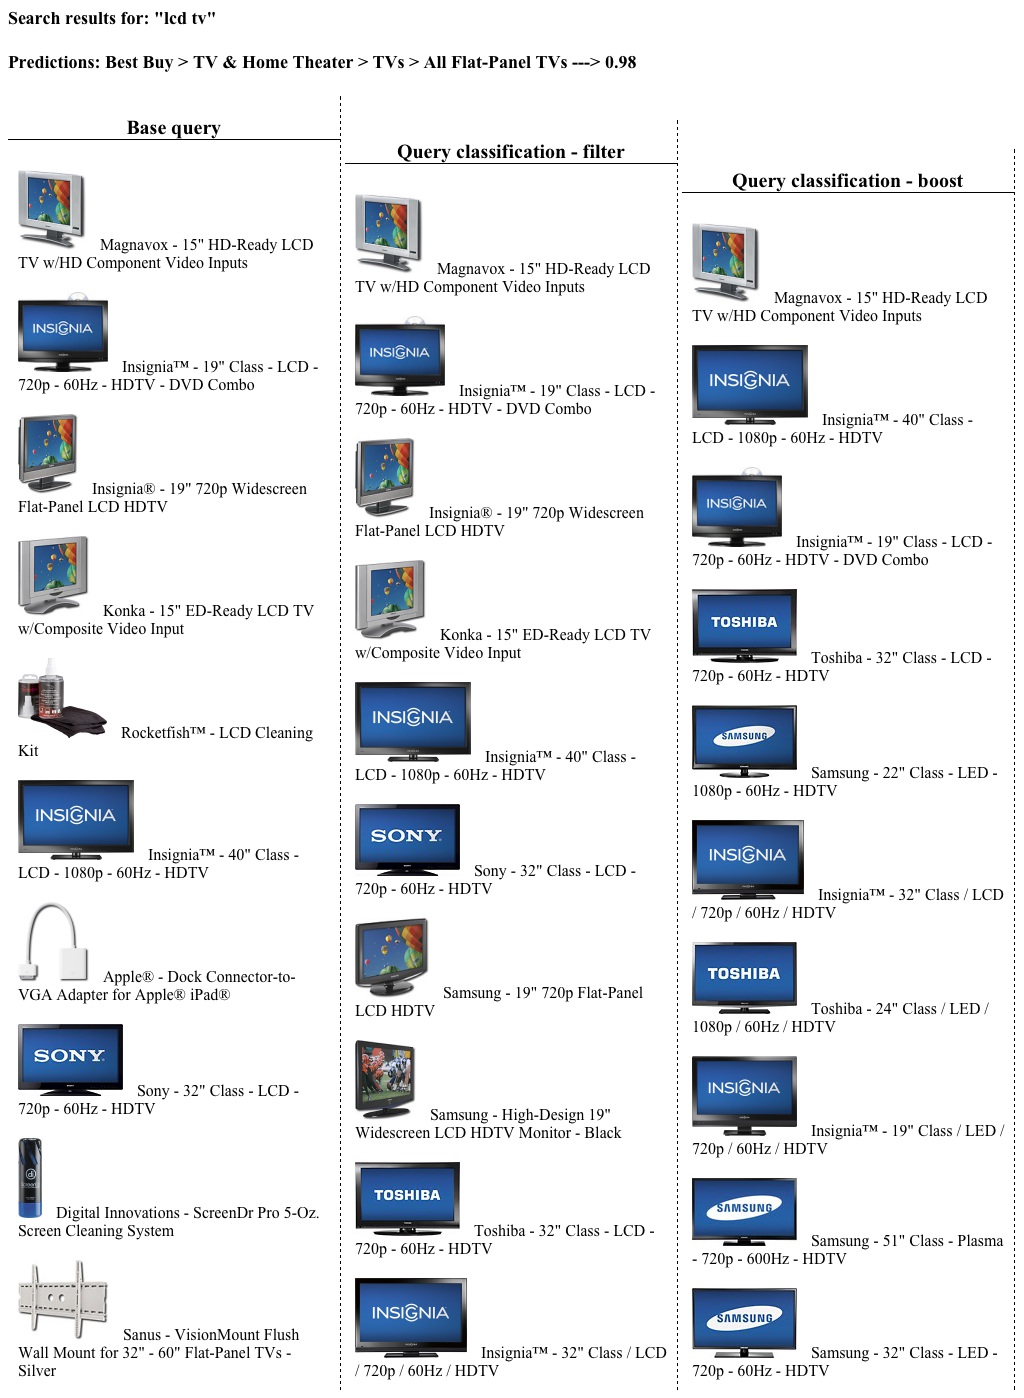 Search results for: "lcd tv"
Predictions: Best Buy > TV & Home Theater > TVs > All Flat-Panel TVs ---> 0.98
Base query
Magnavox - 15" HD-Ready LCD
TV w/HD Component Video Inputs
INSIGNIA
Insignia™ - 19" Class - LCD -
720p - 60Hz - HDTV - DVD Combo
Insignia® - 19" 720p Widescreen
Flat-Panel LCD HDTV
Konka - 15" ED-Ready LCD TV
w/Composite Video Input
Rocketfish™ - LCD Cleaning
Kit
INSIGNIA
Insignia™ - 40" Class -
LCD - 1080p - 60Hz - HDTV
Apple® - Dock Connector-to-
VGA Adapter for Apple® iPad®
SONY
Sony - 32" Class - LCD -
720p - 60Hz - HDTV
Digital Innovations - ScreenDr Pro 5-Oz.
Screen Cleaning System
Sanus - VisionMount Flush
Wall Mount for 32" - 60" Flat-Panel TVs -
Silver
Query classification - filter
Magnavox - 15" HD-Ready LCD
TV w/HD Component Video Inputs
INSIGNIA
Insignia™ - 19" Class - LCD -
720p - 60Hz - HDTV - DVD Combo
Insignia® - 19" 720p Widescreen
Flat-Panel LCD HDTV
Konka - 15" ED-Ready LCD TV
w/Composite Video Input
INSIGNIA
Insignia™ - 40" Class -
LCD - 1080p - 60Hz - HDTV
SONY
Sony - 32" Class - LCD -
720p - 60Hz - HDTV
Samsung - 19" 720p Flat-Panel
LCD HDTV
Samsung - High-Design 19"
Widescreen LCD HDTV Monitor - Black
TOSHIBA
Toshiba - 32" Class - LCD -
720p - 60Hz - HDTV
INSIGNIA
Insignia™ - 32" Class / LCD
/ 720p / 60Hz / HDTV
Query classification - boost
Magnavox - 15" HD-Ready LCD
TV w/HD Component Video Inputs
INSIGNIA
Insignia™ - 40" Class -
LCD - 1080p - 60Hz - HDTV
INSIGNIA
Insignia™ - 19" Class - LCD -
720p - 60Hz - HDTV - DVD Combo
TOSHIBA
Toshiba - 32" Class - LCD -
720p - 60Hz - HDTV
SAMSUNG
Samsung - 22" Class - LED -
1080p - 60Hz - HDTV
INSIGNIA
Insignia™ - 32" Class / LCD
/ 720p / 60Hz / HDTV
TOSHIBA
Toshiba - 24" Class / LED /
1080p / 60Hz / HDTV
INSIGNIA
Insignia™ - 19" Class / LED /
720p / 60Hz / HDTV
SAMSUNG
Samsung - 51" Class - Plasma
- 720p - 600Hz - HDTV
SAMSUNG
Samsung - 32" Class - LED -
720p - 60Hz - HDTV